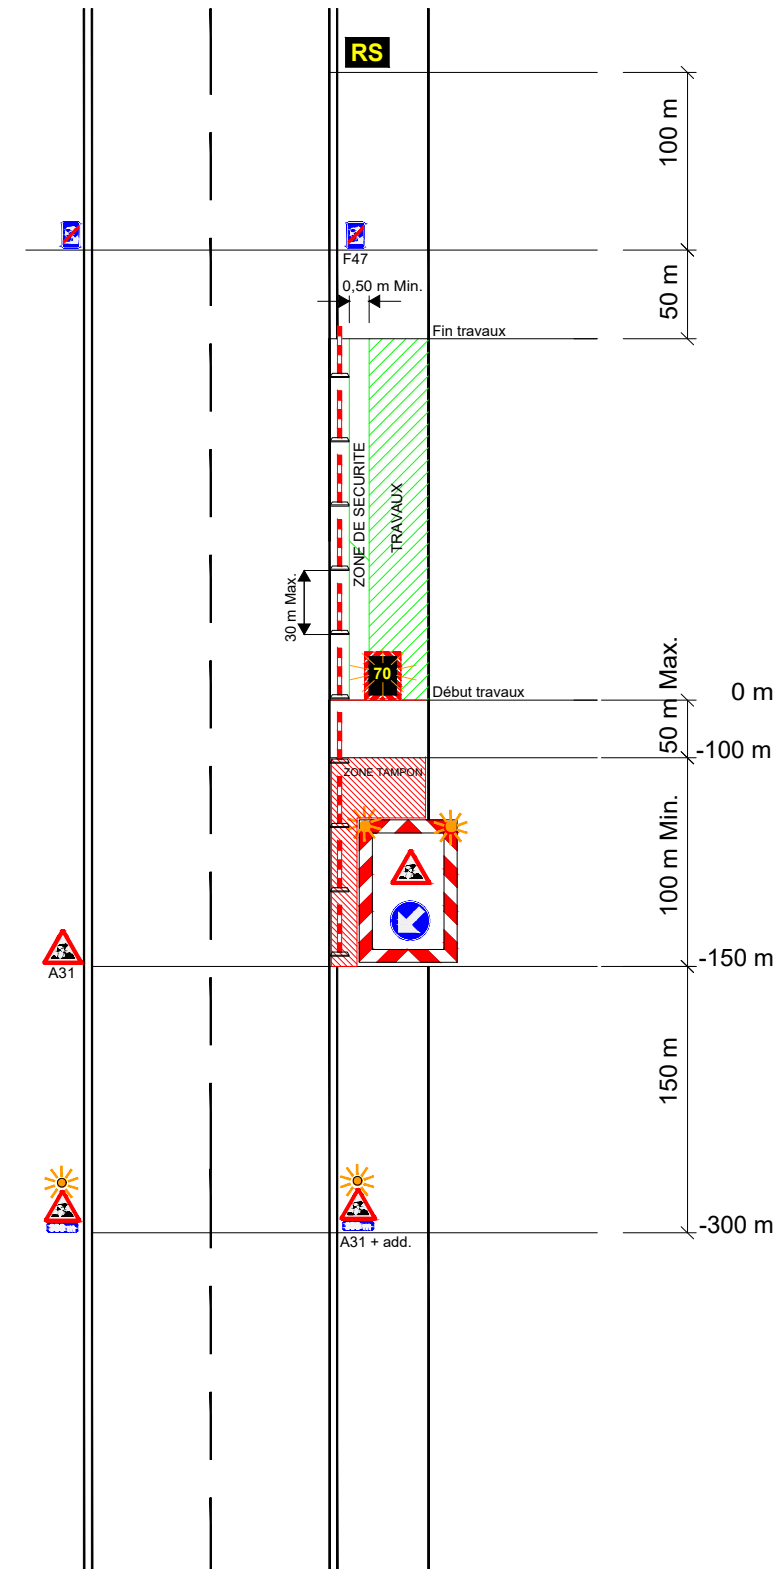 RS
100 m
F47
50 m
0,50 m Min.
Fin travaux
ZONE DE SECURITE
TRAVAUX
30 m Max.
70
Début travaux
0 m
50 m Max.
-100 m
ZONE TAMPON
100 m Min.
A31
-150 m
150 m
A31 + add.
-300 m